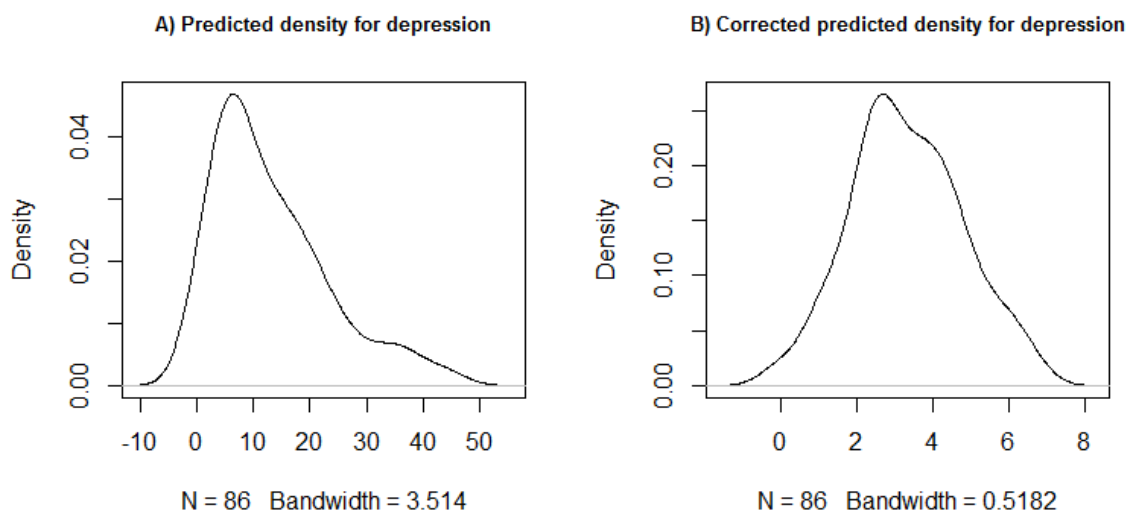 A) Predicted density for depression
Density
0.00
0.02
0.04
-10 0 10 20 30 40 50
N = 86 Bandwidth = 3.514
B) Corrected predicted density for depression
Density
0.00
0.10
0.20
0 2 4 6 8
N = 86 Bandwidth = 0.5182